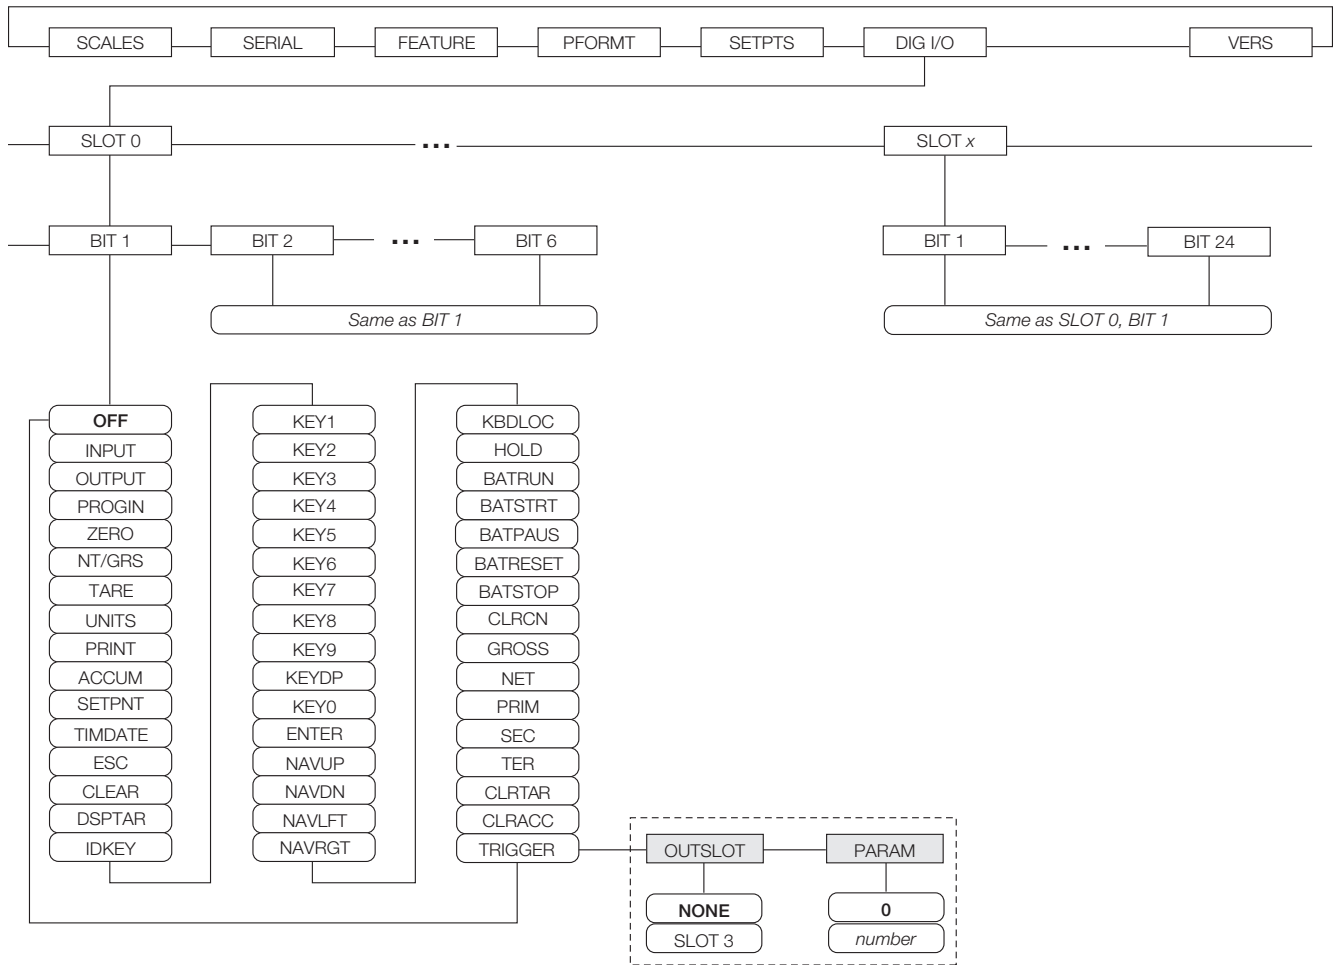 SCALES
SERIAL
FEATURE
PFORMT
SETPTS
DIG I/O
VERS
SLOT 0
...
SLOT x
BIT 1
BIT 2
...
BIT 6
BIT 1
...
BIT 24
Same as BIT 1
Same as SLOT 0, BIT 1
OFF
INPUT
OUTPUT
PROGIN
ZERO
NT/GRS
TARE
UNITS
PRINT
ACCUM
SETPNT
TIMDATE
ESC
CLEAR
DSPTAR
IDKEY
KEY1
KEY2
KEY3
KEY4
KEY5
KEY6
KEY7
KEY8
KEY9
KEYDP
KEY0
ENTER
NAVUP
NAVDN
NAVLFT
NAVRGT
KBDLOC
HOLD
BATRUN
BATSTRT
BATPAUS
BATRESET
BATSTOP
CLRCN
GROSS
NET
PRIM
SEC
TER
CLRTAR
CLRACC
TRIGGER
OUTSLOT
PARAM
NONE
SLOT 3
0
number